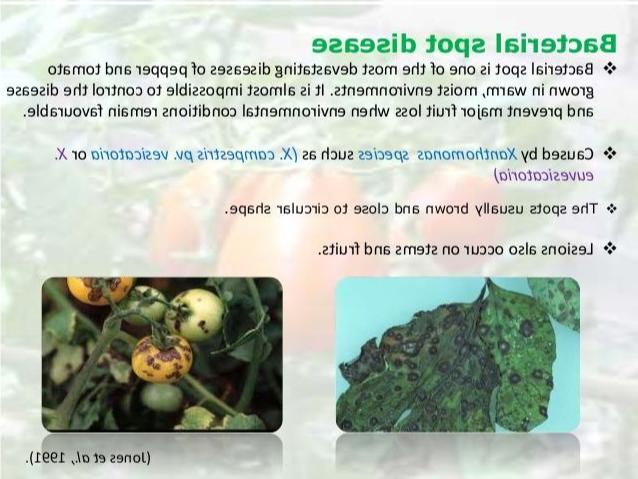 Bacterial spot disease
❖ Bacterial spot is one of the most devastating diseases of pepper and tomato
grown in warm, moist environments. It is almost impossible to control the disease
and prevent major fruit loss when environmental conditions remain favourable.
❖ Caused by Xanthomonas species such as (X. campestris pv. vesicatoria or X.
euvesicatoria)
❖ The spots usually brown and close to circular shape.
❖ Lesions also occur on stems and fruits.
(Jones et al., 1991).